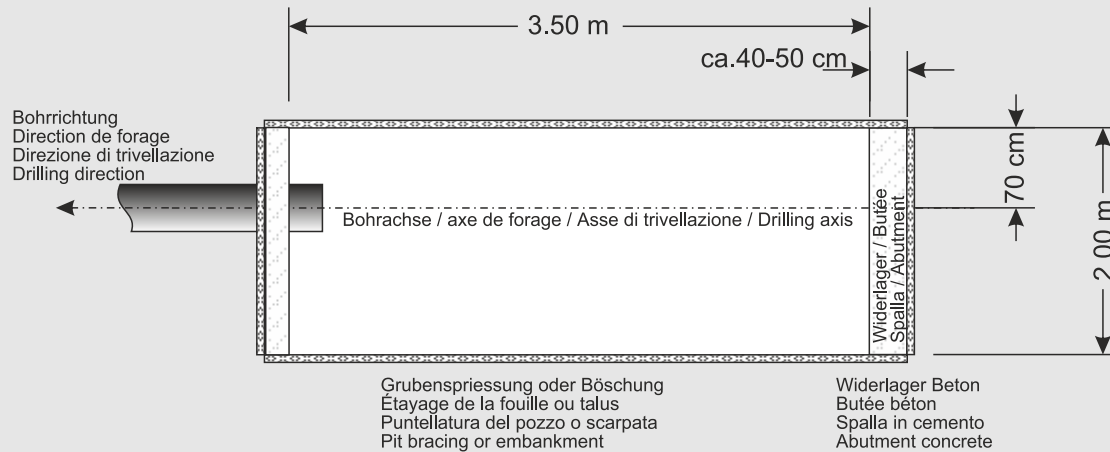 3.50 m
ca.40-50 cm
Bohrrichtung
Direction de forage
Direzione di trivellazione
Drilling direction
70 cm
2.00 m
Bohrachse / axe de forage / Asse di trivellazione / Drilling axis
Widerlager / Butée
Spalla / Abutment
Grubenspriessung oder Böschung
Étayage de la fouille ou talus
Puntellatura del pozzo o scarpata
Pit bracing or embankment
Widerlager Beton
Butée béton
Spalla in cemento
Abutment concrete